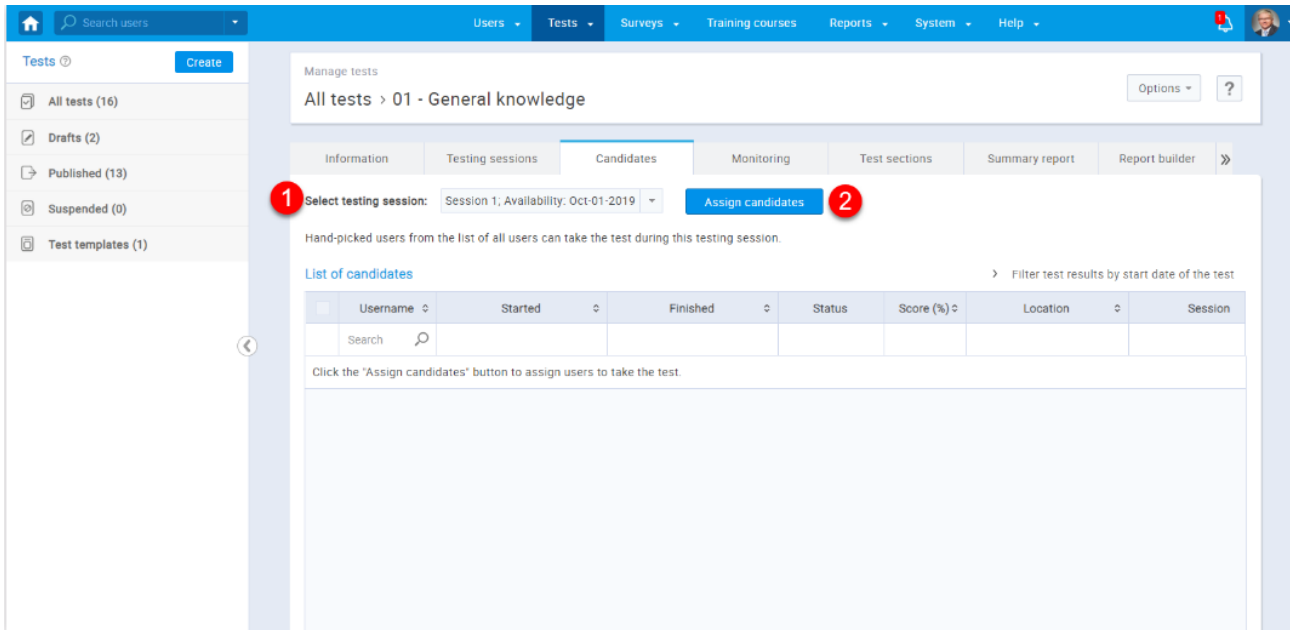 Search users
Users Tests Surveys Training courses Reports System Help
1
Tests ? Create
All tests (16)
Drafts (2)
Published (13)
Suspended (0)
Test templates (1)
Manage tests
All tests › 01 - General knowledge
Options ?
Information Testing sessions Candidates Monitoring Test sections Summary report Report builder »
1 Select testing session: Session 1; Availability: Oct-01-2019 Assign candidates 2
Hand-picked users from the list of all users can take the test during this testing session.
List of candidates › Filter test results by start date of the test
Username Started Finished Status Score (%) Location Session
Search
Click the "Assign candidates" button to assign users to take the test.